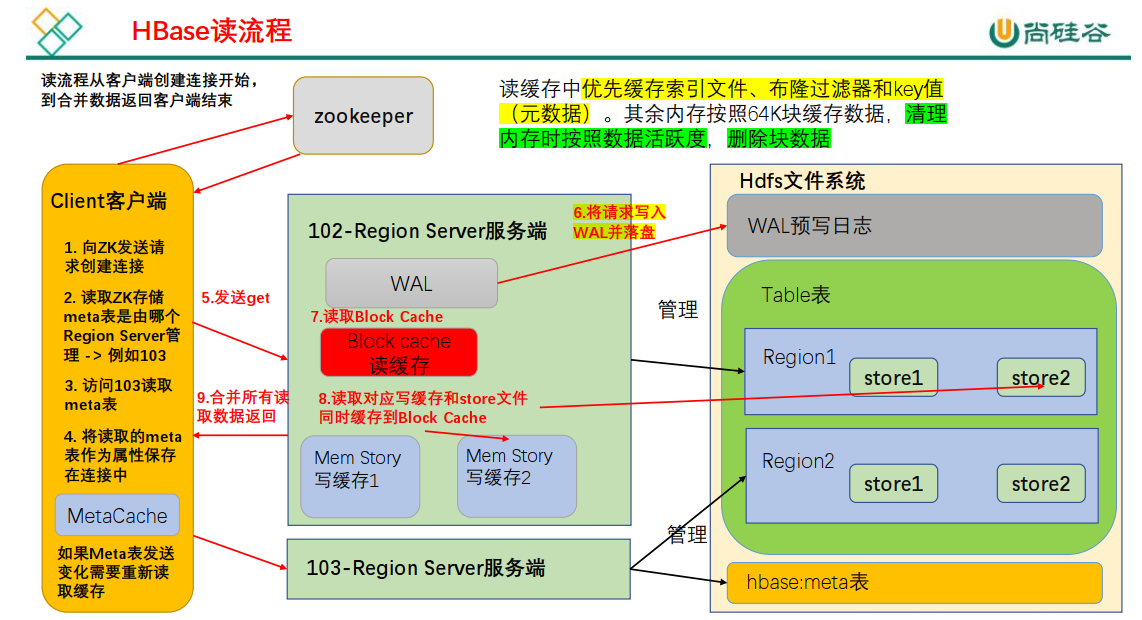 HBase读流程
尚硅谷
读流程从客户端创建连接开始，
到合并数据返回客户端结束
zookeeper
读缓存中优先缓存索引文件、布隆过滤器和key值
（元数据）。其余内存按照64K块缓存数据，清理
内存时按照数据活跃度，删除块数据
Client客户端
1. 向ZK发送请
求创建连接
2. 读取ZK存储
meta表是由哪个
Region Server管
理 -> 例如103
3. 访问103读取
meta表
4. 将读取的meta
表作为属性保存
在连接中
MetaCache
如果Meta表发送
变化需要重新读
取缓存
5.发送get
9.合并所有读
取数据返回
102-Region Server服务端
6.将请求写入
WAL并落盘
WAL
7.读取Block Cache
Block cache
读缓存
8.读取对应写缓存和store文件
同时缓存到Block Cache
Mem Story
写缓存1
Mem Story
写缓存2
103-Region Server服务端
管理
管理
Hdfs文件系统
WAL预写日志
Table表
Region1
store1
store2
Region2
store1
store2
hbase:meta表